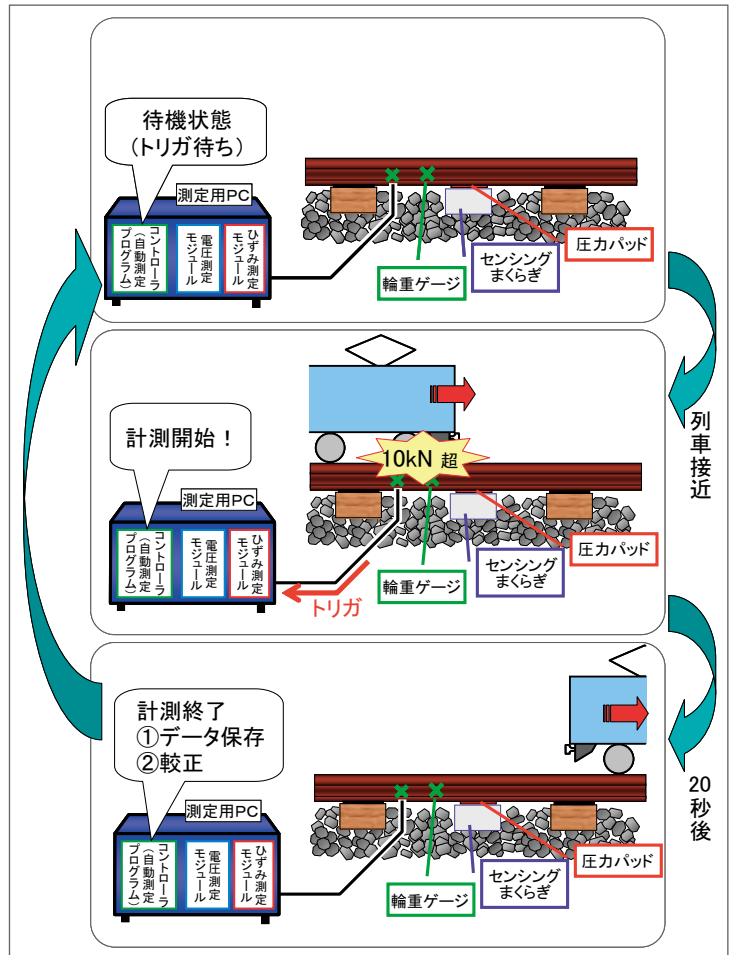 待機状態
(トリガ待ち)
測定用PC
コントローラ
(自動測定
プログラム)
電圧測定
モジュール
ひずみ測定
モジュール
輪重ゲージ
センシング
まくらぎ
圧力パッド
列車接近
計測開始！
10kN 超
測定用PC
コントローラ
(自動測定
プログラム)
電圧測定
モジュール
ひずみ測定
モジュール
トリガ
輪重ゲージ
センシング
まくらぎ
圧力パッド
20
秒後
計測終了
①データ保存
②較正
測定用PC
コントローラ
(自動測定
プログラム)
電圧測定
モジュール
ひずみ測定
モジュール
輪重ゲージ
センシング
まくらぎ
圧力パッド